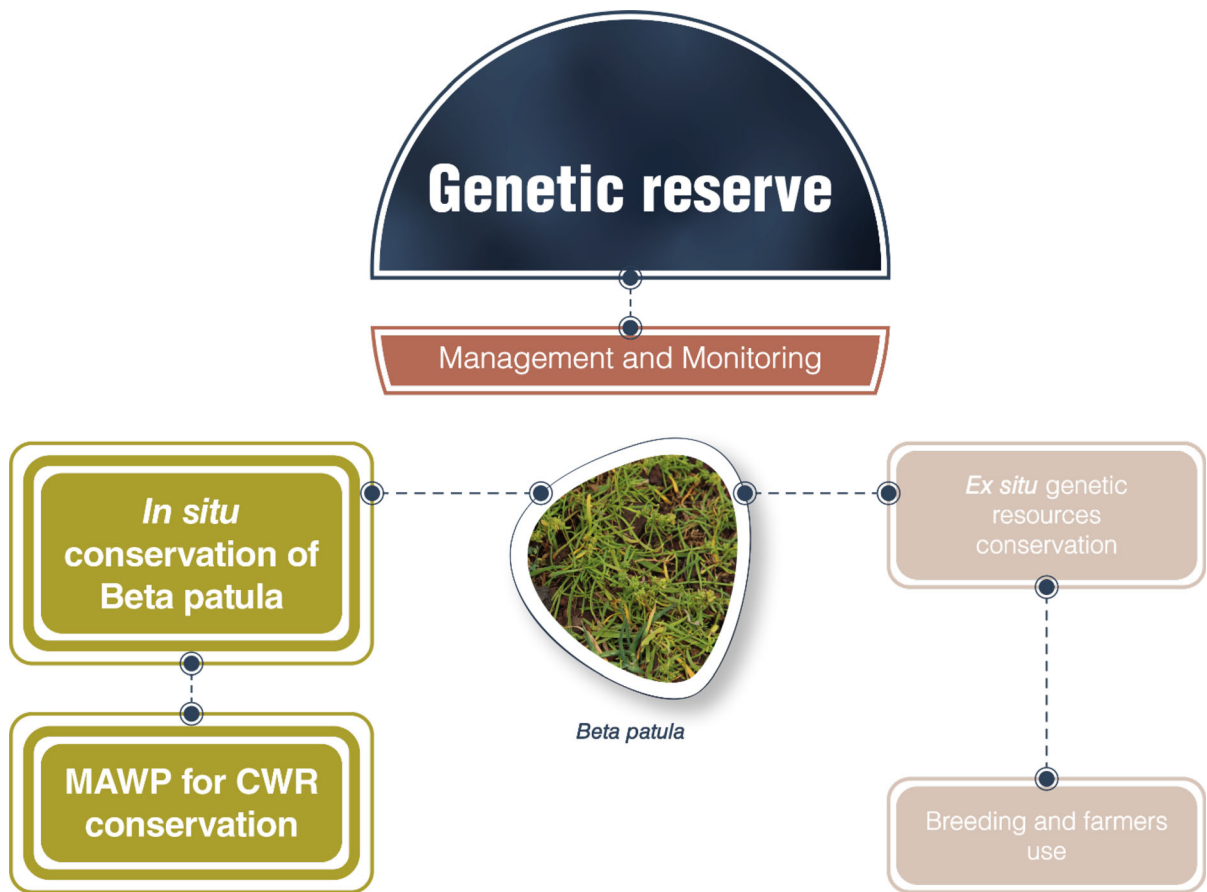 Genetic reserve
Management and Monitoring
In situ
conservation of
Beta patula
MAWP for CWR
conservation
Beta patula
Ex situ genetic
resources
conservation
Breeding and farmers
use